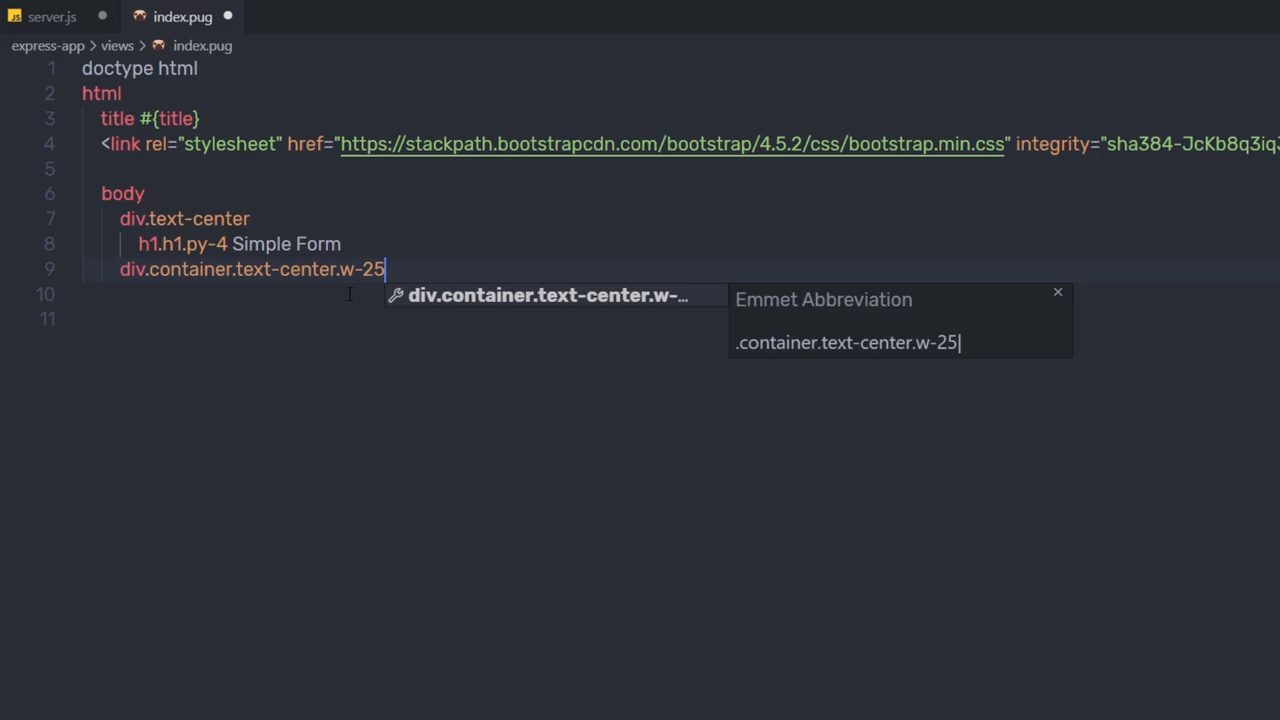 JS server.js
index.pug
express-app > views > index.pug
1 doctype html
2 html
3 title #{title}
4 <link rel="stylesheet" href="https://stackpath.bootstrapcdn.com/bootstrap/4.5.2/css/bootstrap.min.css" integrity="sha384-JcKb8q3iqJ
5
6 body
7 div.text-center
8 h1.h1.py-4 Simple Form
9 div.container.text-center.w-25
10
11
div.container.text-center.w-…
Emmet Abbreviation
.container.text-center.w-25|